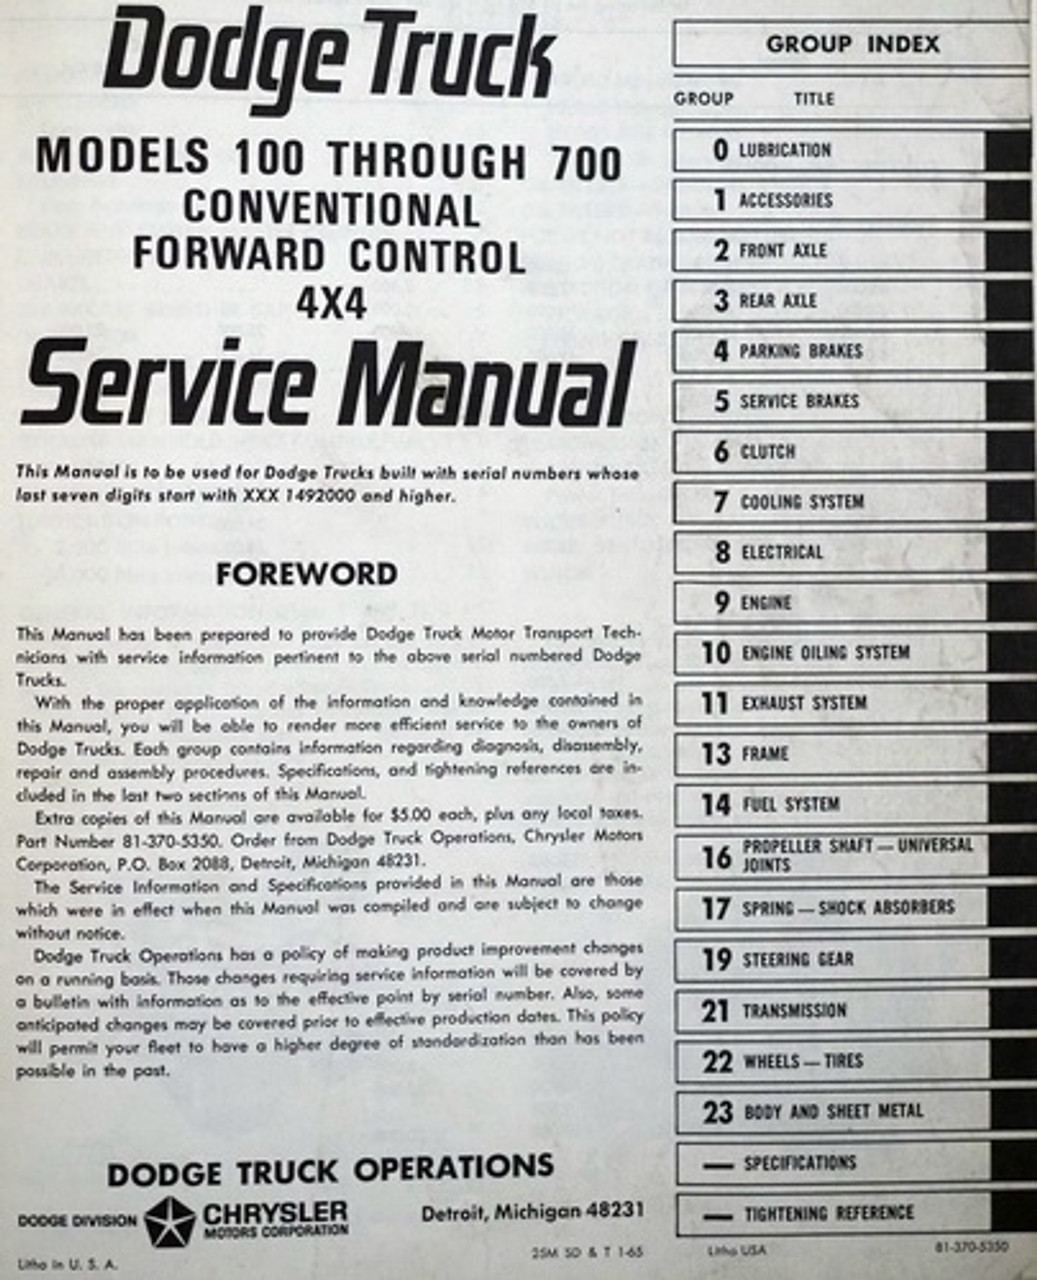 Dodge Truck
MODELS 100 THROUGH 700
CONVENTIONAL
FORWARD CONTROL
4X4
Service Manual
This Manual is to be used for Dodge Trucks built with serial numbers whose
last seven digits start with XXX 1492000 and higher.
FOREWORD
This Manual has been prepared to provide Dodge Truck Motor Transport Tech-
nicians with service information pertinent to the above serial numbered Dodge
Trucks.
With the proper application of the information and knowledge contained in
this Manual, you will be able to render more efficient service to the owners of
Dodge Trucks. Each group contains information regarding diagnosis, disassembly,
repair and assembly procedures. Specifications, and tightening references are in-
cluded in the last two sections of this Manual.
Extra copies of this Manual are available for $5.00 each, plus any local taxes.
Part Number 81-370-5350. Order from Dodge Truck Operations, Chrysler Motors
Corporation, P.O. Box 2088, Detroit, Michigan 48231.
The Service Information and Specifications provided in this Manual are those
which were in effect when this Manual was compiled and are subject to change
without notice.
Dodge Truck Operations has a policy of making product improvement changes
on a running basis. Those changes requiring service information will be covered by
a bulletin with information as to the effective point by serial number. Also, some
anticipated changes may be covered prior to effective production dates. This policy
will permit your fleet to have a higher degree of standardization than has been
possible in the past.
DODGE TRUCK OPERATIONS
DODGE DIVISION CHRYSLER
MOTORS CORPORATION
Detroit, Michigan 48231
Litho in U. S. A.
25M SD & T 1-65
GROUP INDEX
GROUP TITLE
0 LUBRICATION
1 ACCESSORIES
2 FRONT AXLE
3 REAR AXLE
4 PARKING BRAKES
5 SERVICE BRAKES
6 CLUTCH
7 COOLING SYSTEM
8 ELECTRICAL
9 ENGINE
10 ENGINE OILING SYSTEM
11 EXHAUST SYSTEM
13 FRAME
14 FUEL SYSTEM
16 PROPELLER SHAFT — UNIVERSAL
JOINTS
17 SPRING — SHOCK ABSORBERS
19 STEERING GEAR
21 TRANSMISSION
22 WHEELS — TIRES
23 BODY AND SHEET METAL
— SPECIFICATIONS
— TIGHTENING REFERENCE
Litho USA 81-370-5350